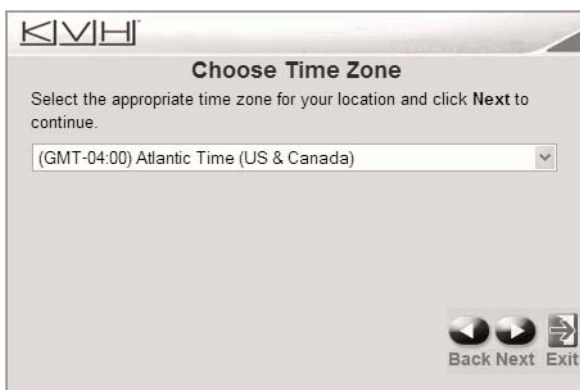 KVH
Choose Time Zone
Select the appropriate time zone for your location and click Next to
continue.
(GMT-04:00) Atlantic Time (US & Canada)
Back Next Exit